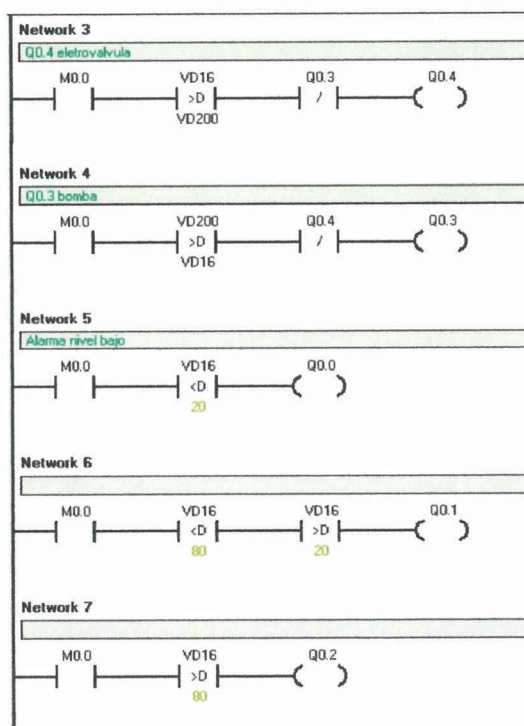 Network 3
Q0.4 eletrovalvula
M0.0 VD16 Q0.3 Q0.4
>D /
VD200
Network 4
Q0.3 bomba
M0.0 VD200 Q0.4 Q0.3
>D /
VD16
Network 5
Alarma nivel bajo
M0.0 VD16 Q0.0
<D
20
Network 6
M0.0 VD16 VD16 Q0.1
<D >D
80 20
Network 7
M0.0 VD16 Q0.2
>D
80